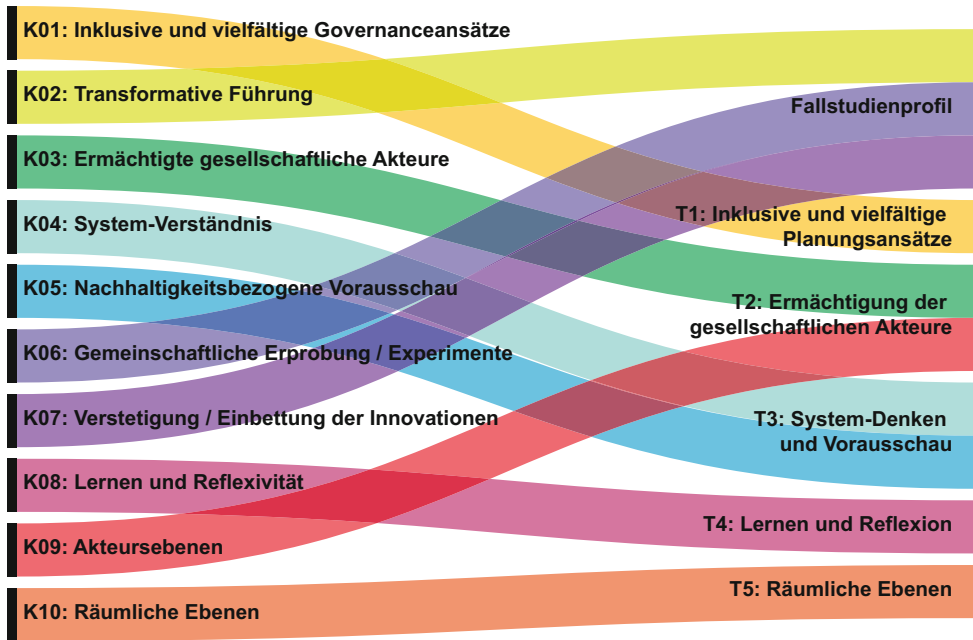 K01: Inklusive und vielfältige Governanceansätze
K02: Transformative Führung
K03: Ermächtigte gesellschaftliche Akteure
K04: System-Verständnis
K05: Nachhaltigkeitsbezogene Vorausschau
K06: Gemeinschaftliche Erprobung / Experimente
K07: Verstetigung / Einbettung der Innovationen
K08: Lernen und Reflexivität
K09: Akteursebenen
K10: Räumliche Ebenen
Fallstudienprofil
T1: Inklusive und vielfältige
Planungsansätze
T2: Ermächtigung der
gesellschaftlichen Akteure
T3: System-Denken
und Vorausschau
T4: Lernen und Reflexion
T5: Räumliche Ebenen